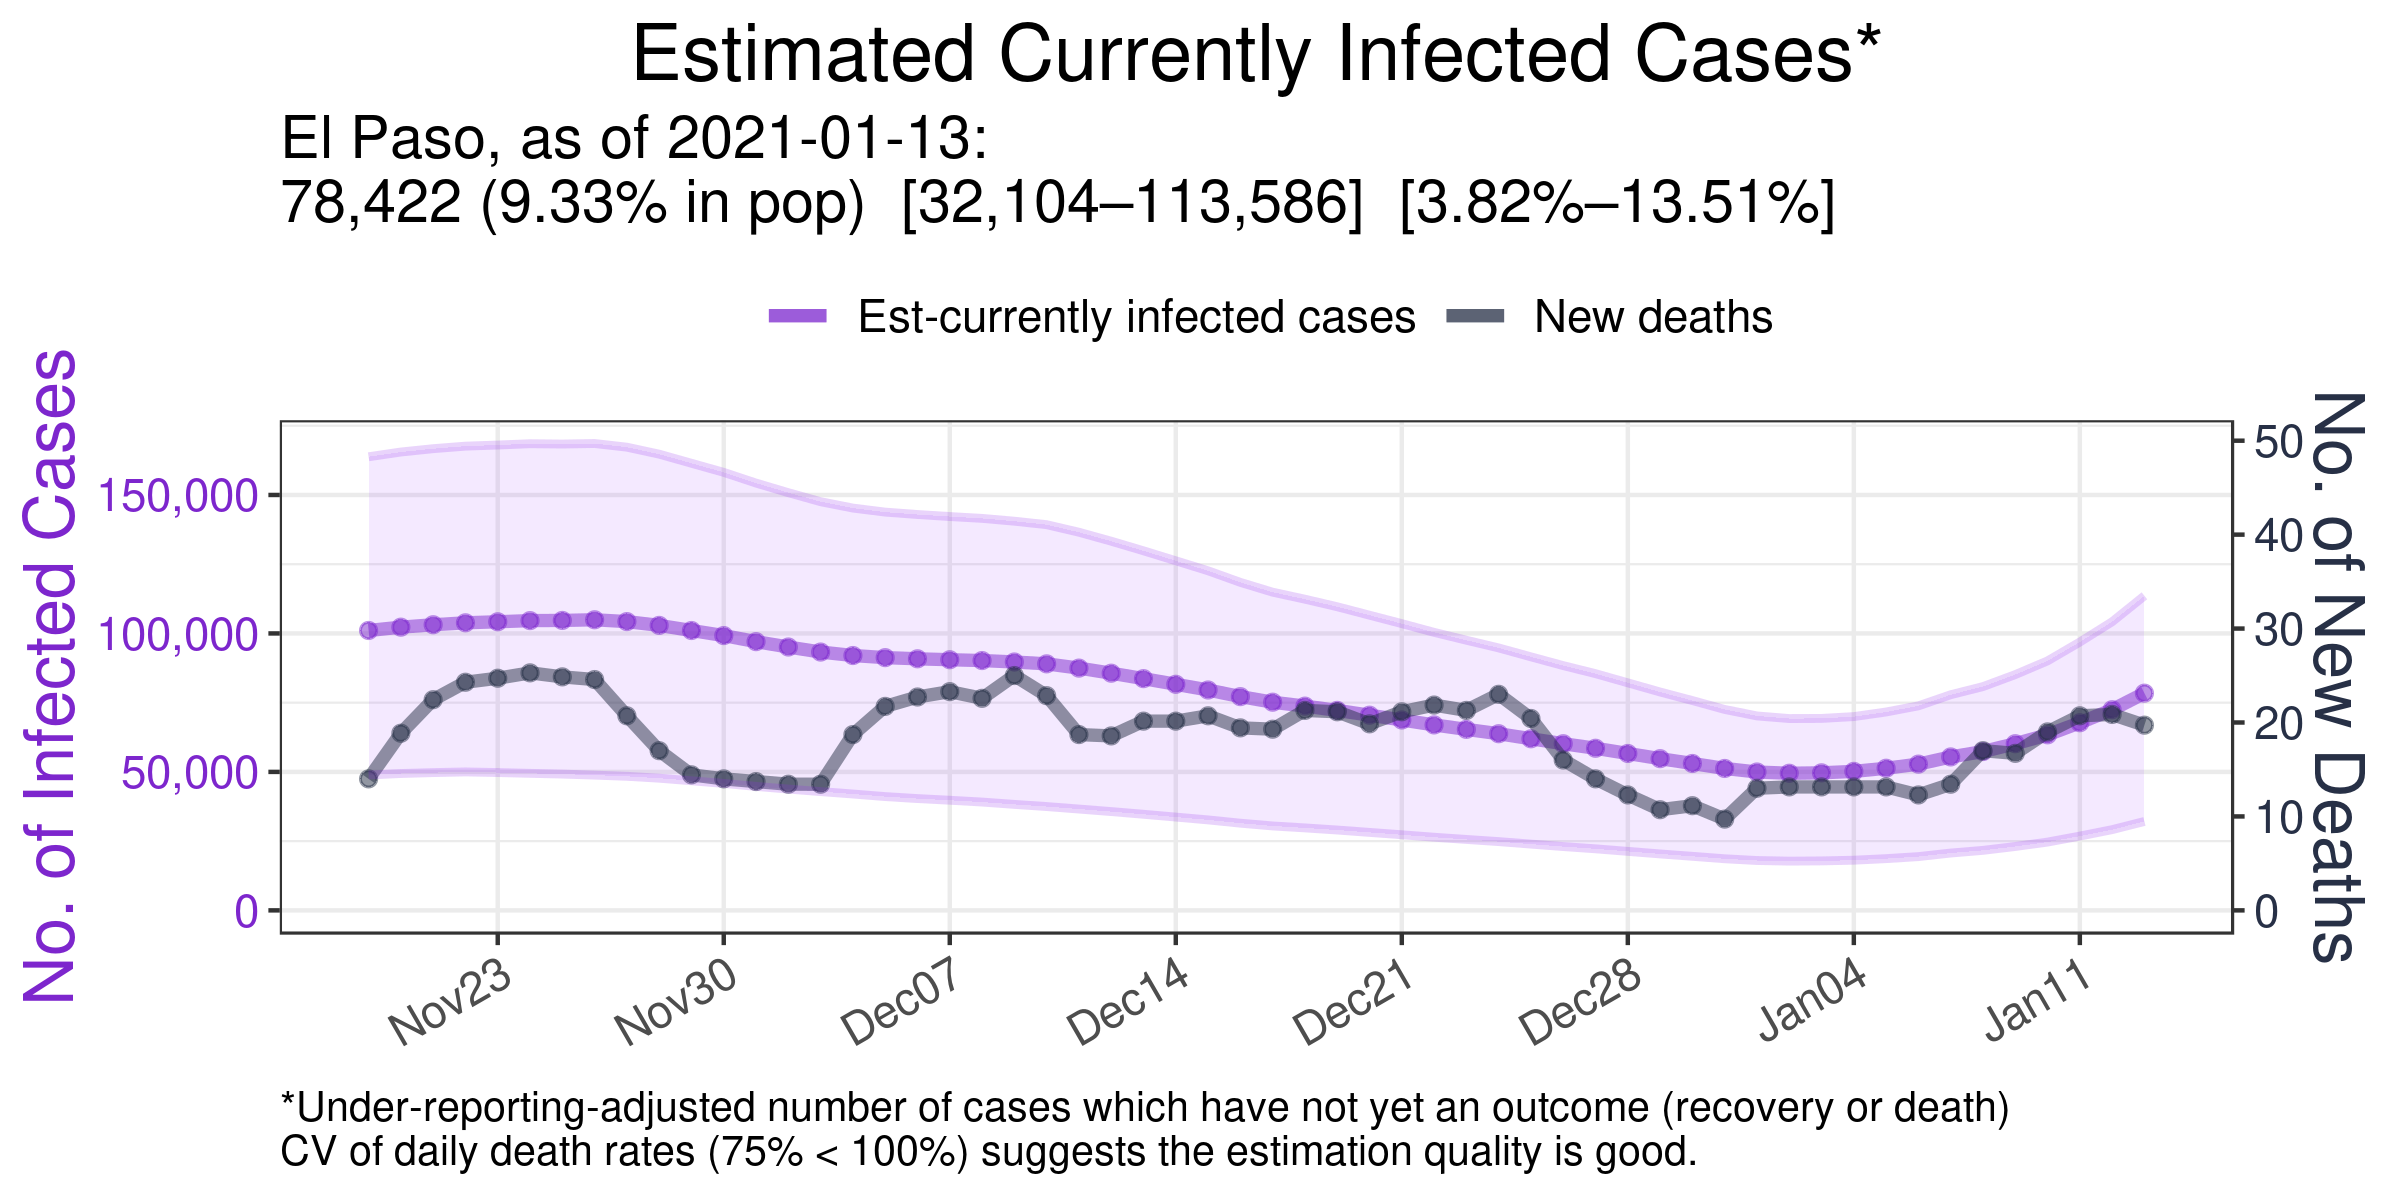 Estimated Currently Infected Cases*
El Paso, as of 2021-01-13:
78,422 (9.33% in pop)  [32,104–113,586]  [3.82%–13.51%]
Est-currently infected cases
New deaths
No. of Infected Cases
150,000
100,000
50,000
0
No. of New Deaths
50
40
30
20
10
0
Nov23
Nov30
Dec07
Dec14
Dec21
Dec28
Jan04
Jan11
*Under-reporting-adjusted number of cases which have not yet an outcome (recovery or death)
CV of daily death rates (75% < 100%) suggests the estimation quality is good.